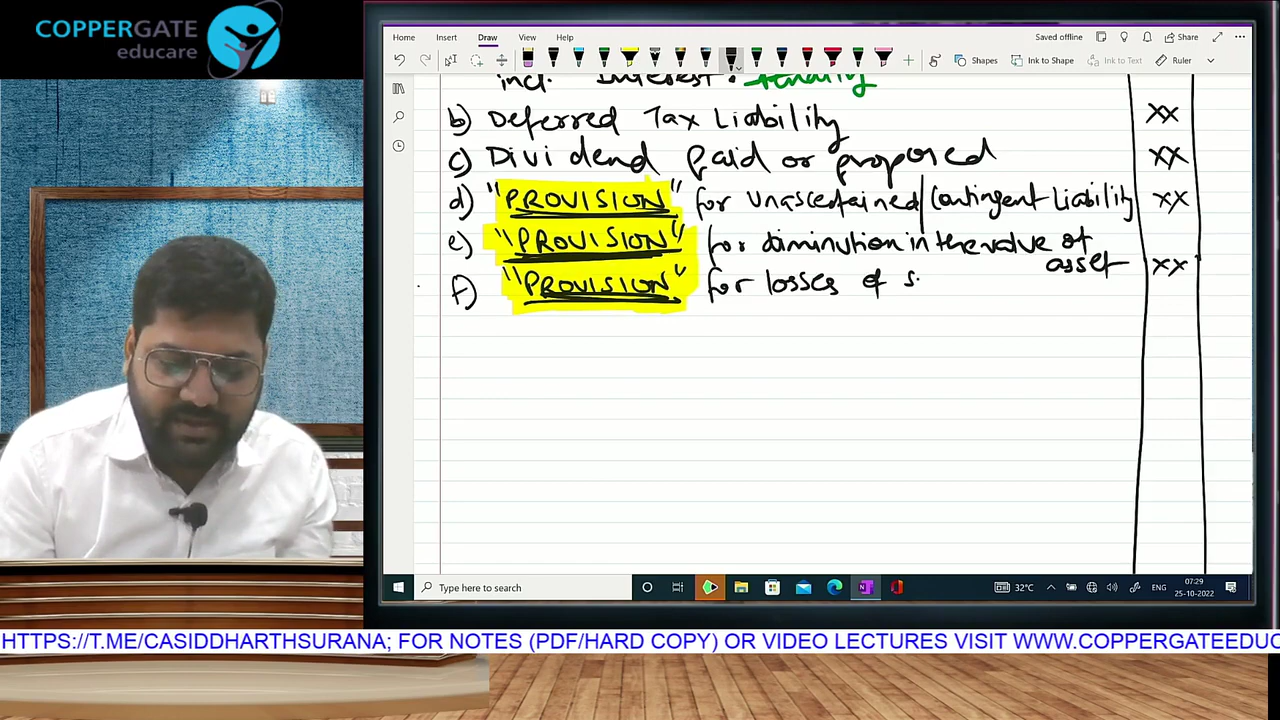 COPPERGATE
educare
Home Insert Draw View Help
Saved offline
Share
Shapes
Ink to Shape
Ink to Text
Ruler
incl. Interest. Penalty
b) Deferred Tax Liability xx
c) Dividend paid or proposed xx
d) "PROVISION" for Unascertained/Contingent Liability xx
e) "PROVISION" for diminution in the value of
asset xx
f) "PROVISION" for losses of s
Type here to search
32°C
ENG
07:29
25-10-2022
HTTPS://T.ME/CASIDDHARTHSURANA; FOR NOTES (PDF/HARD COPY) OR VIDEO LECTURES VISIT WWW.COPPERGATEEDUC